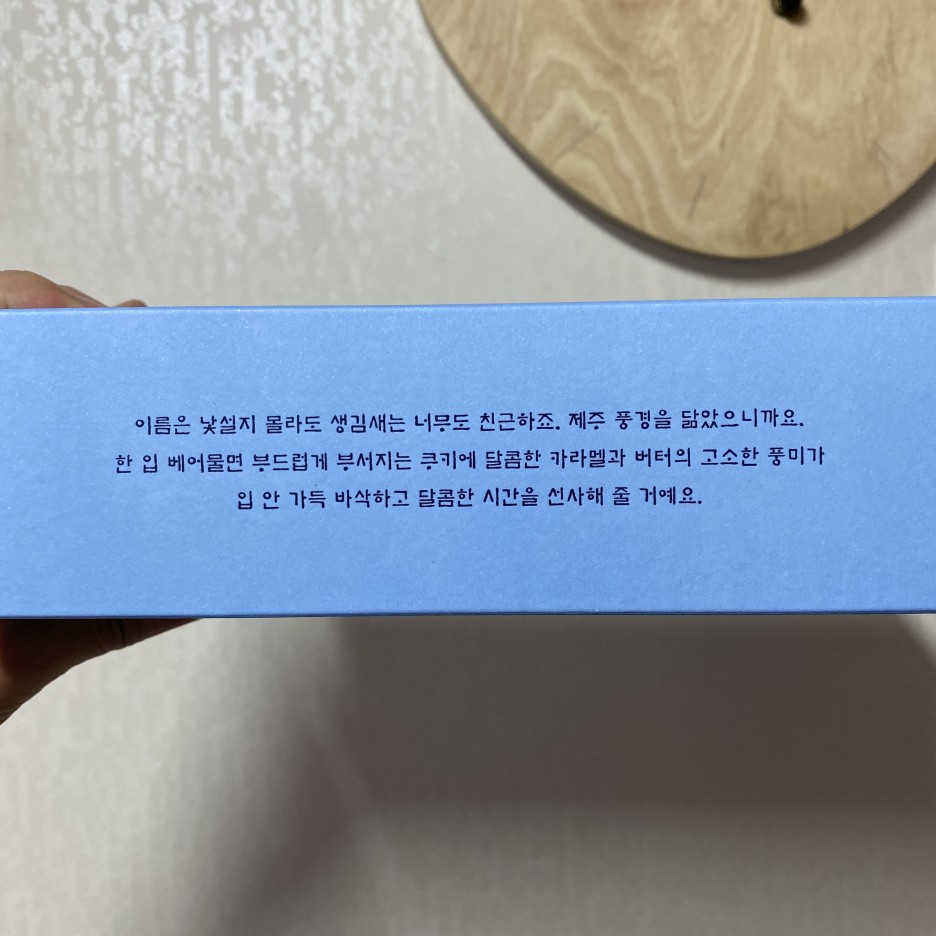 이름은 낯설지 몰라도 생김새는 너무도 친근하죠. 제주 풍경을 닮았으니까요.
한 입 베어물면 부드럽게 부서지는 쿠키에 달콤한 카라멜과 버터의 고소한 풍미가
입 안 가득 바삭하고 달콤한 시간을 선사해 줄 거예요.